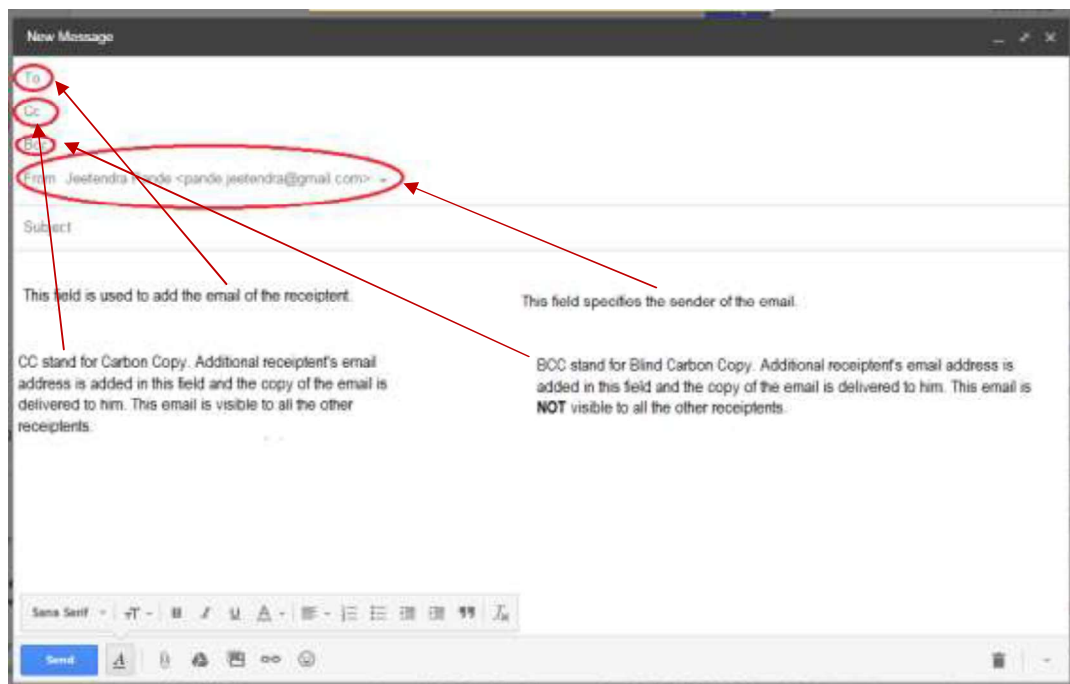 New Message
To
Cc
Bcc
From Jeetendra Pande <pande.jeetendra@gmail.com>
Subject
This field is used to add the email of the receiptent.
This field specifies the sender of the email.
CC stand for Carbon Copy. Additional receiptent's email
address is added in this field and the copy of the email is
delivered to him. This email is visible to all the other
receiptents.
BCC stand for Blind Carbon Copy. Additional receiptent's email address is
added in this field and the copy of the email is delivered to him. This email is
NOT visible to all the other receiptents.
Sans Serif
Send